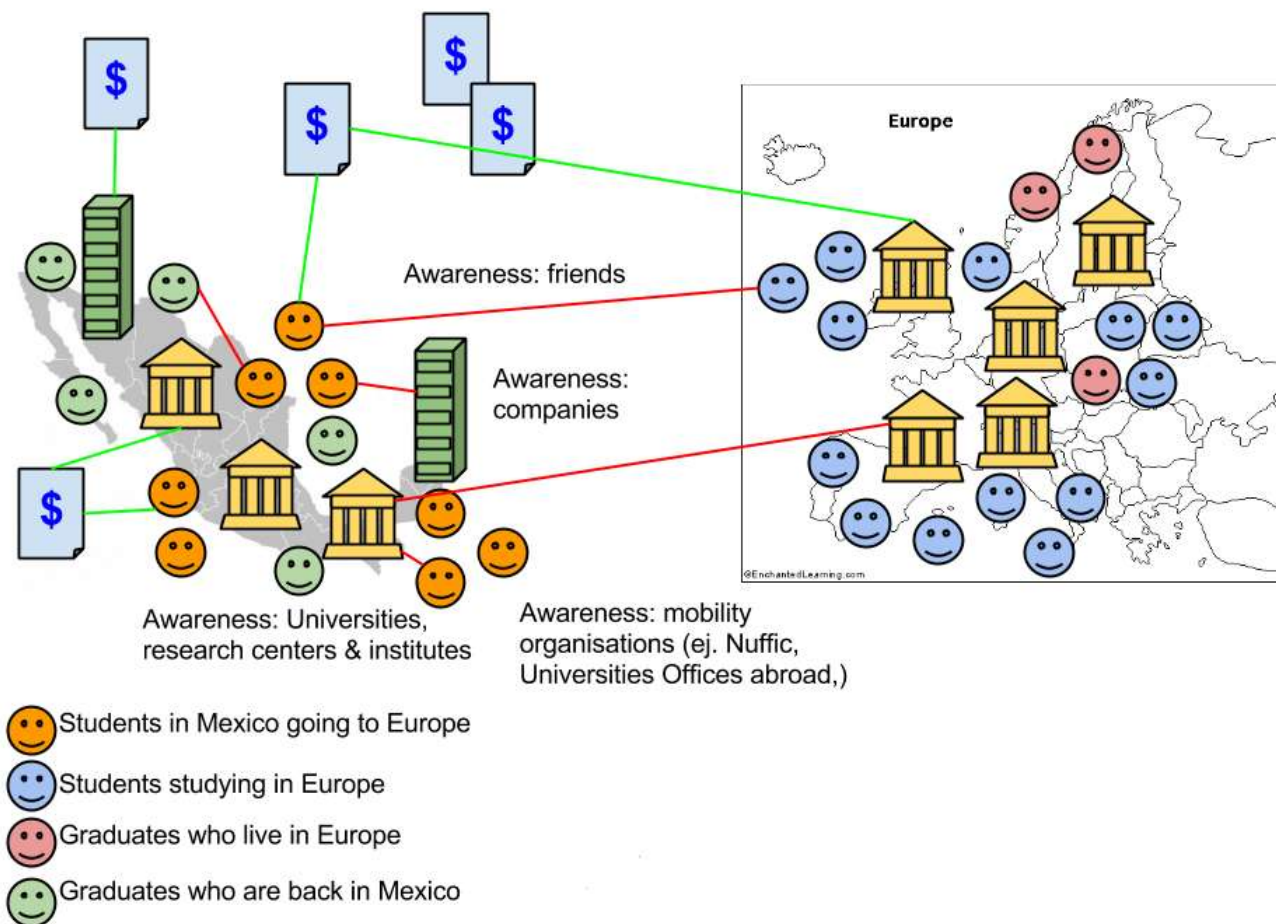 $
$
$
$
Europe
Awareness: friends
Awareness:
companies
$
@EnchantedLearning.com
Awareness: Universities,
research centers & institutes
Awareness: mobility
organisations (ej. Nuffic,
Universities Offices abroad,)
Students in Mexico going to Europe
Students studying in Europe
Graduates who live in Europe
Graduates who are back in Mexico